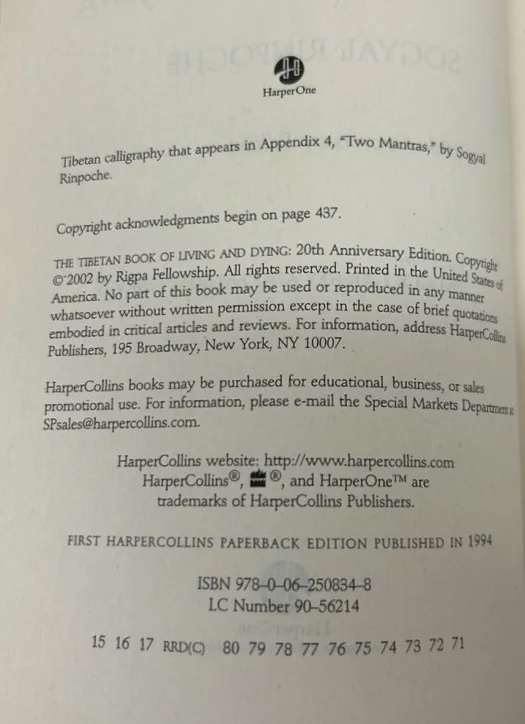 SOGYAL RINPOCHE
HarperOne
Tibetan calligraphy that appears in Appendix 4, "Two Mantras," by Sogyal
Rinpoche.
Copyright acknowledgments begin on page 437.
THE TIBETAN BOOK OF LIVING AND DYING: 20th Anniversary Edition. Copyright
© 2002 by Rigpa Fellowship. All rights reserved. Printed in the United States of
America. No part of this book may be used or reproduced in any manner
whatsoever without written permission except in the case of brief quotations
embodied in critical articles and reviews. For information, address HarperCollins
Publishers, 195 Broadway, New York, NY 10007.
HarperCollins books may be purchased for educational, business, or sales
promotional use. For information, please e-mail the Special Markets Department at
SPsales@harpercollins.com.
HarperCollins website: http://www.harpercollins.com
HarperCollins®, ®, and HarperOne™ are
trademarks of HarperCollins Publishers.
FIRST HARPERCOLLINS PAPERBACK EDITION PUBLISHED IN 1994
ISBN 978–0–06–250834–8
LC Number 90–56214
15 16 17 RRD(C) 80 79 78 77 76 75 74 73 72 71
HarperOne